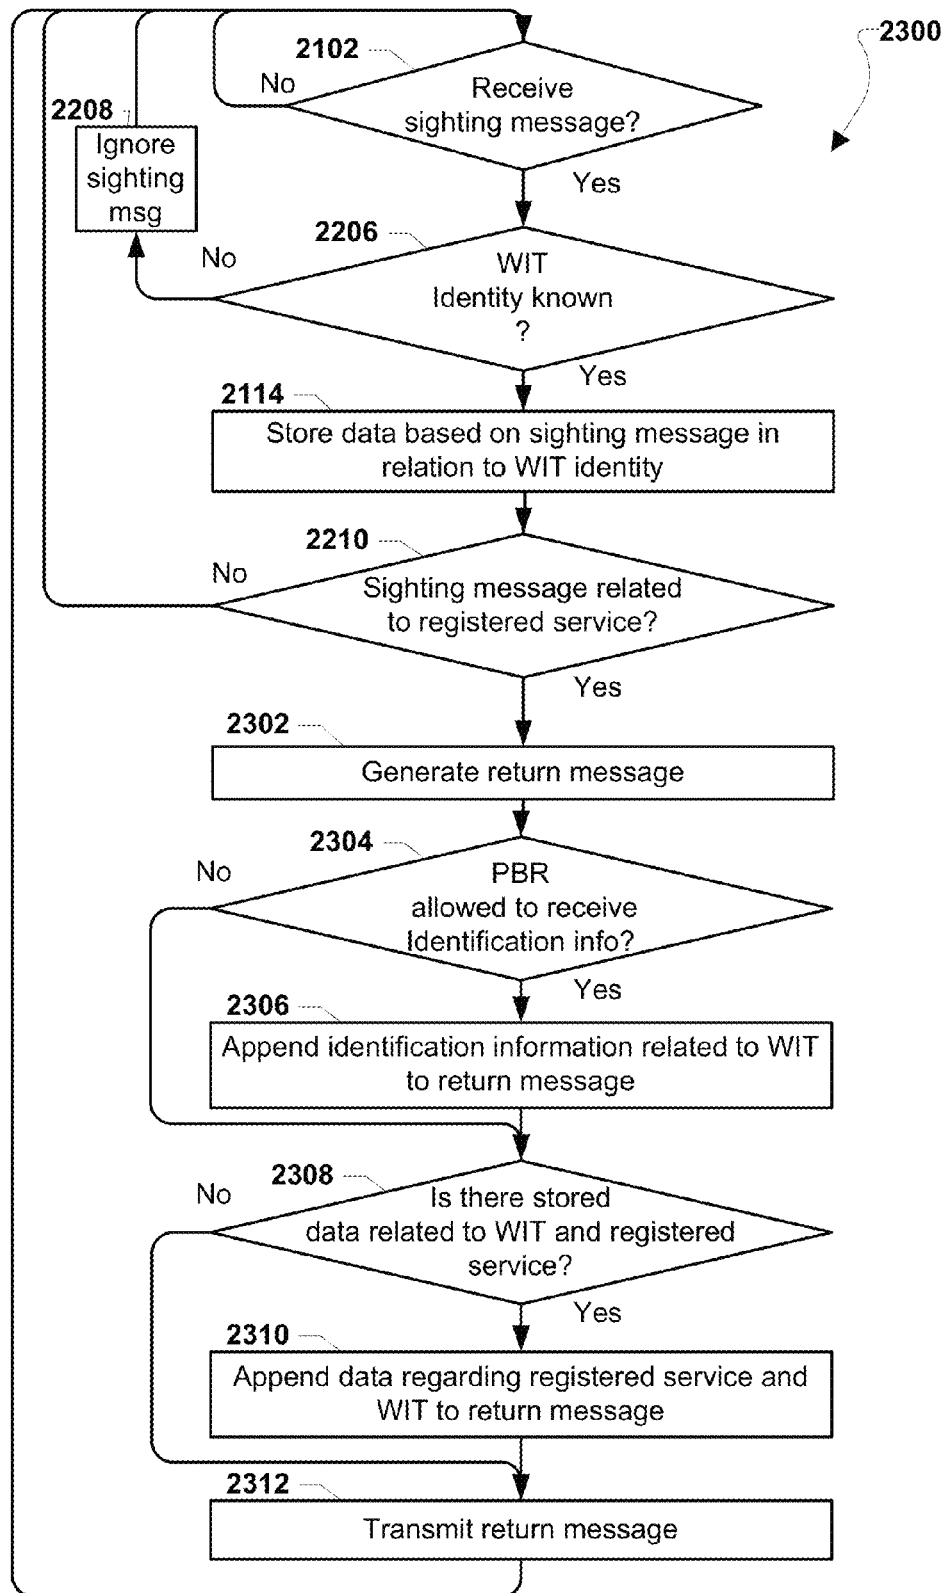 2300
2102
No
Receive
sighting message?
Yes
2208
Ignore
sighting
msg
2206
No
WIT
Identity known
?
Yes
2114
Store data based on sighting message in
relation to WIT identity
2210
No
Sighting message related
to registered service?
Yes
2302
Generate return message
2304
No
PBR
allowed to receive
Identification info?
Yes
2306
Append identification information related to WIT
to return message
2308
No
Is there stored
data related to WIT and registered
service?
Yes
2310
Append data regarding registered service and
WIT to return message
2312
Transmit return message